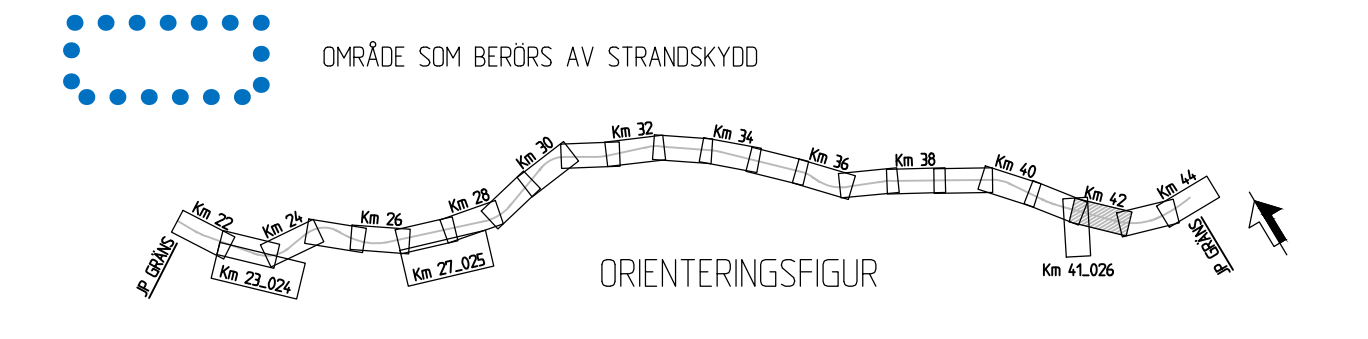 OMRÅDE SOM BERÖRS AV STRANDSKYDD
Km 22
Km 24
Km 26
Km 28
Km 30
Km 32
Km 34
Km 36
Km 38
Km 40
Km 42
Km 44
JP GRÄNS
Km 23_024
Km 27_025
ORIENTERINGSFIGUR
Km 41_026
JP GRÄNS